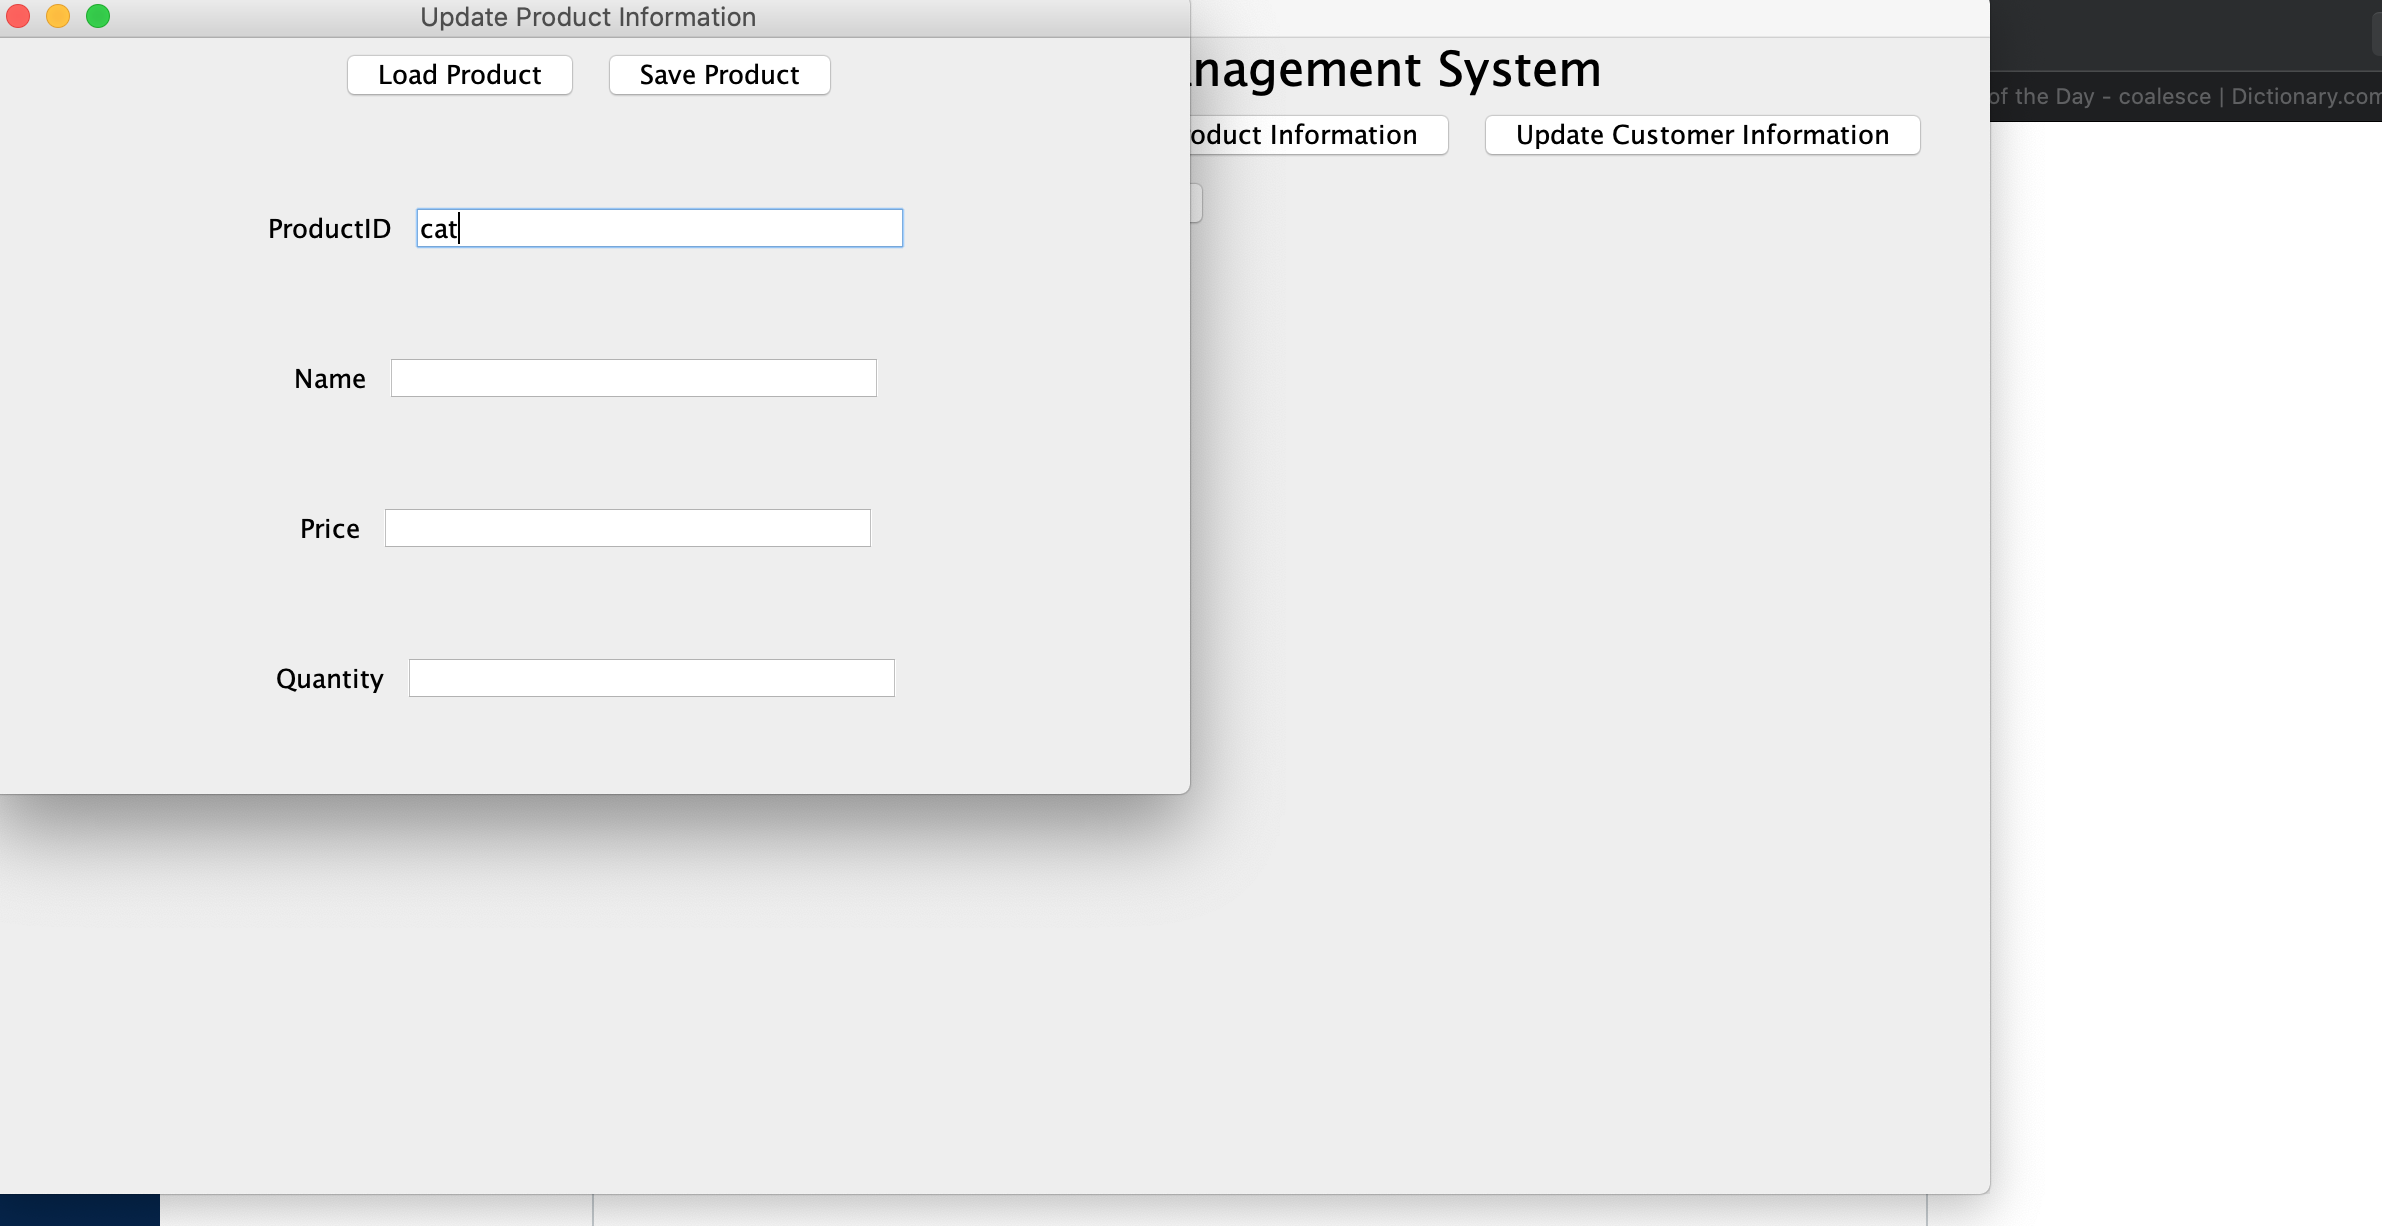 Update Product Information
Load Product
Save Product
ProductID
cat
Name
Price
Quantity
nagement System
oduct Information
Update Customer Information
of the Day - coalesce | Dictionary.com